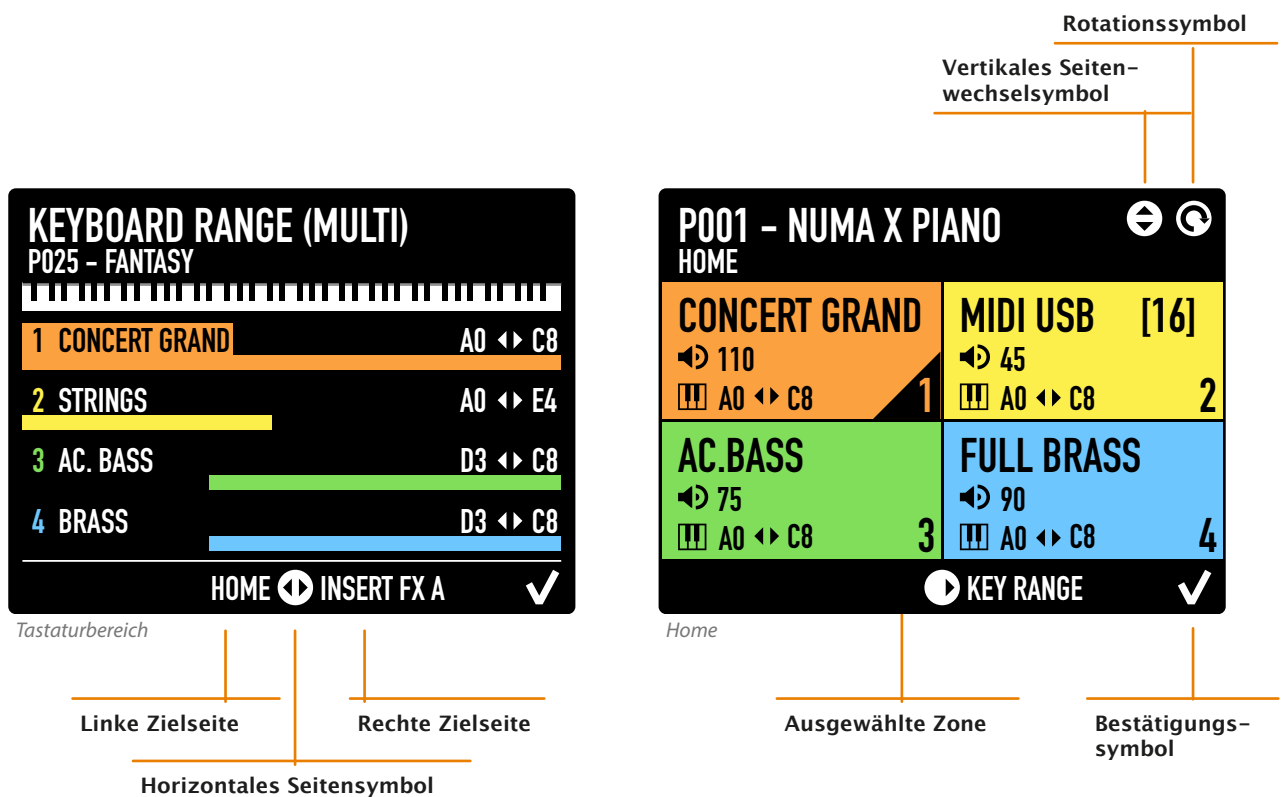 Rotationssymbol
Vertikales Seiten-
wechselsymbol
KEYBOARD RANGE (MULTI)
P025 - FANTASY
1 CONCERT GRAND A0 C8
2 STRINGS A0 E4
3 AC. BASS D3 C8
4 BRASS D3 C8
HOME INSERT FX A
Tastaturbereich
Linke Zielseite
Rechte Zielseite
Horizontales Seitensymbol
P001 - NUMA X PIANO
HOME
CONCERT GRAND
110
A0 C8
1
MIDI USB [16]
45
A0 C8
2
AC.BASS
75
A0 C8
3
FULL BRASS
90
A0 C8
4
KEY RANGE
Home
Ausgewählte Zone
Bestätigungs-
symbol